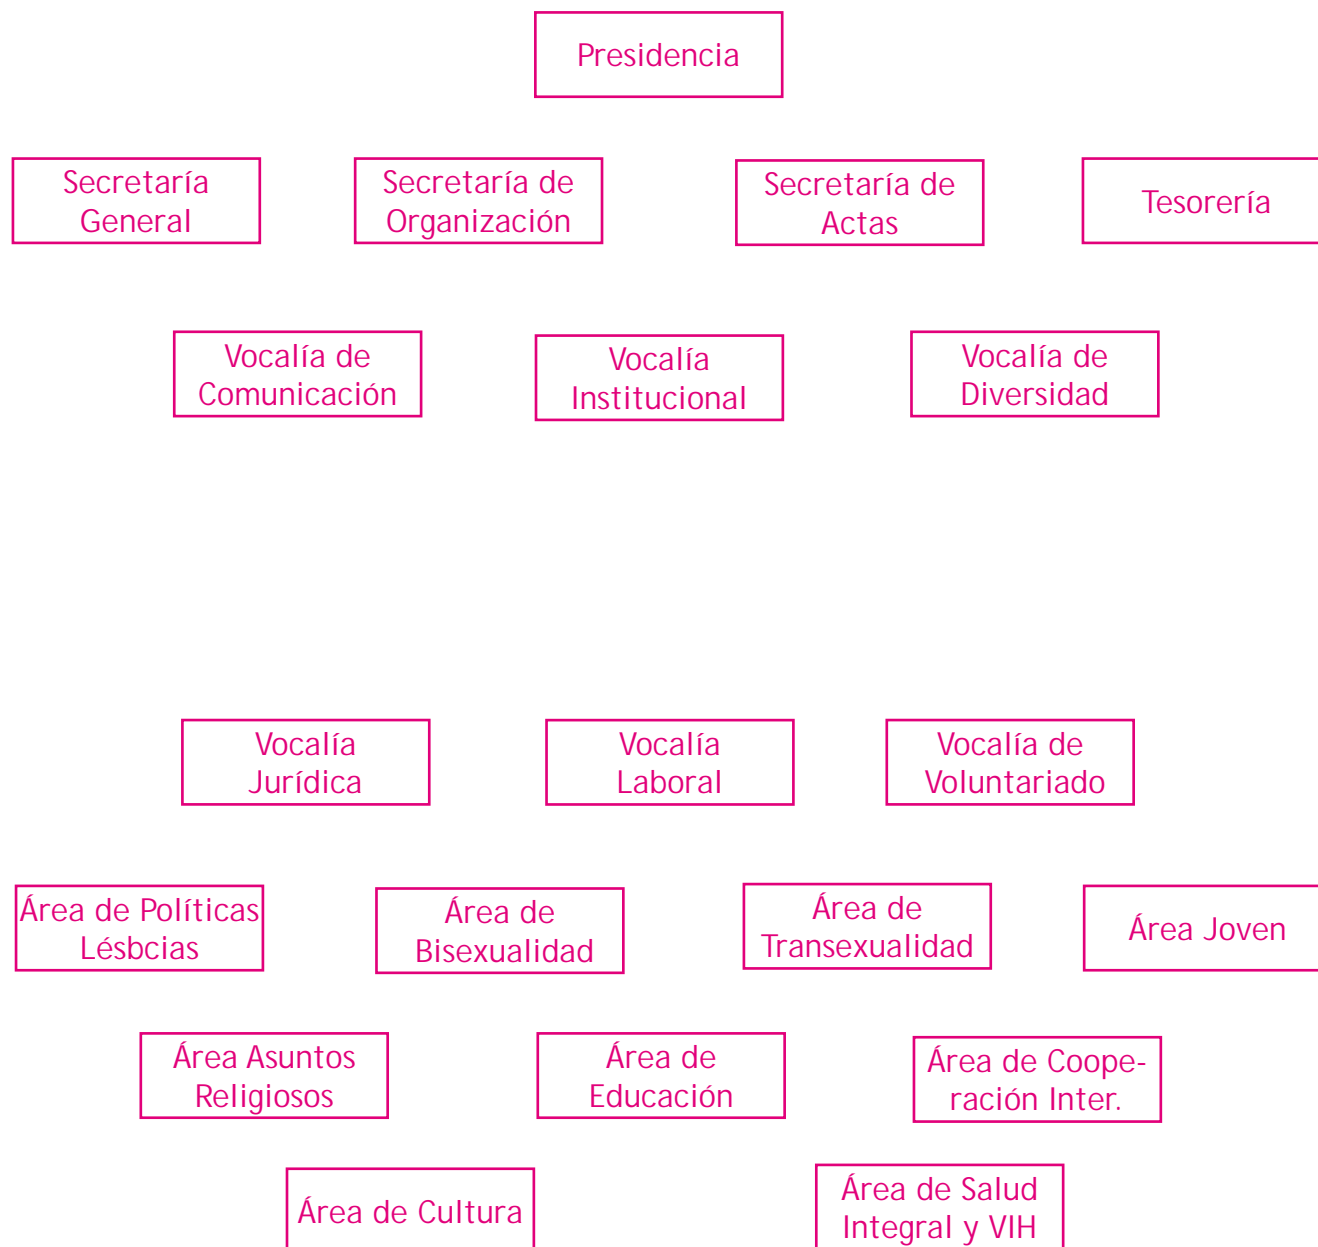 Presidencia
Secretaría
General
Secretaría de
Organización
Secretaría de
Actas
Tesorería
Vocalía de
Comunicación
Vocalía
Institucional
Vocalía de
Diversidad
Vocalía
Jurídica
Vocalía
Laboral
Vocalía de
Voluntariado
Área de Políticas
Lésbcias
Área de
Bisexualidad
Área de
Transexualidad
Área Joven
Área Asuntos
Religiosos
Área de
Educación
Área de Coope-
ración Inter.
Área de Cultura
Área de Salud
Integral y VIH